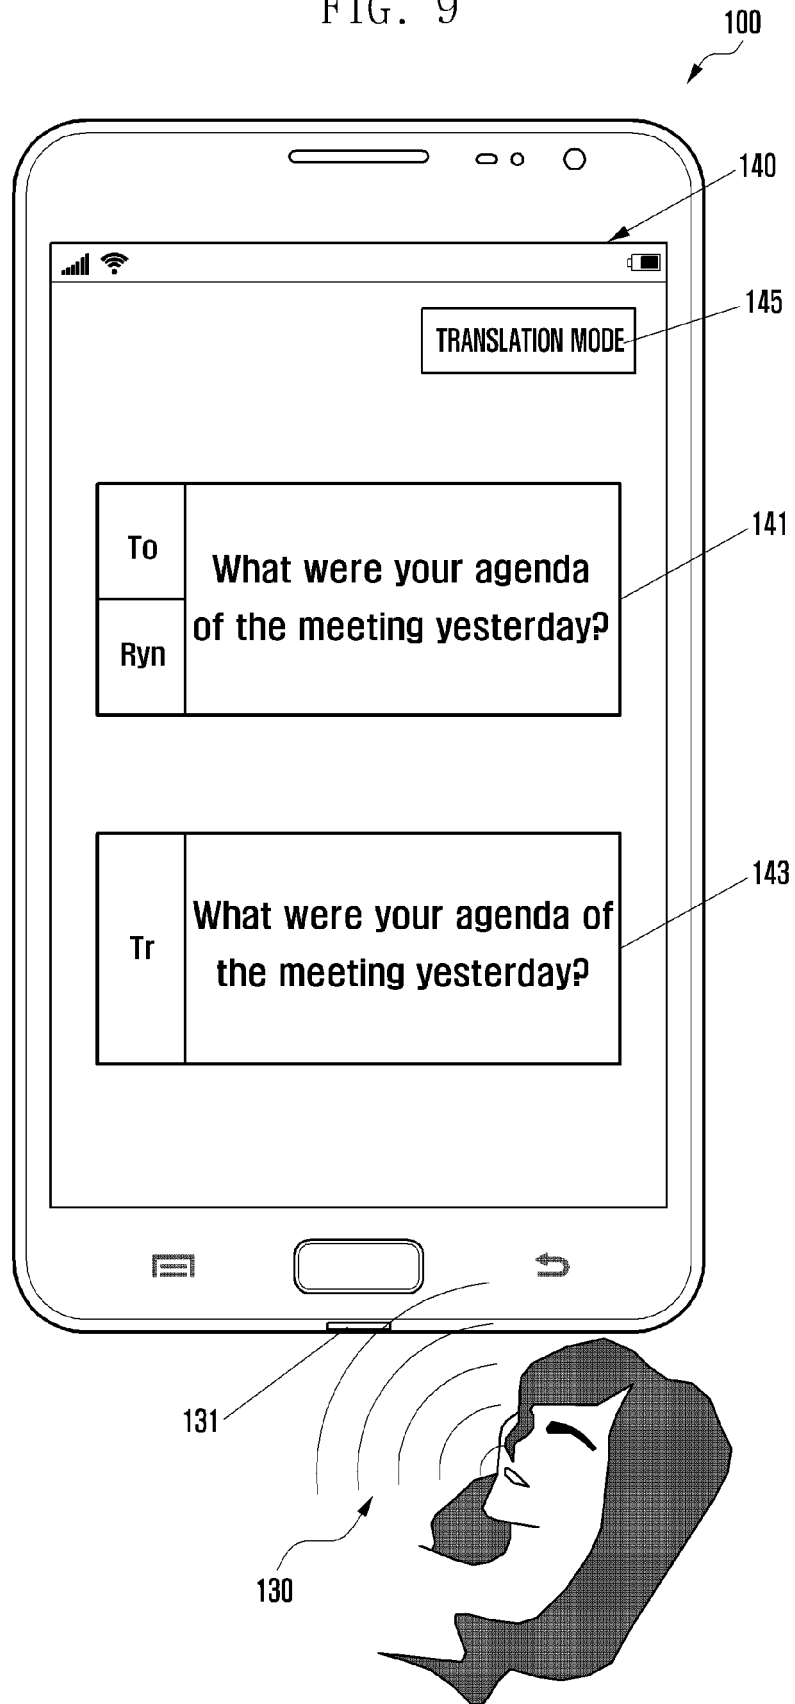 FIG. 9
100
140
145
TRANSLATION MODE
141
To
What were your agenda
of the meeting yesterday?
Ryn
143
Tr
What were your agenda of
the meeting yesterday?
131
130